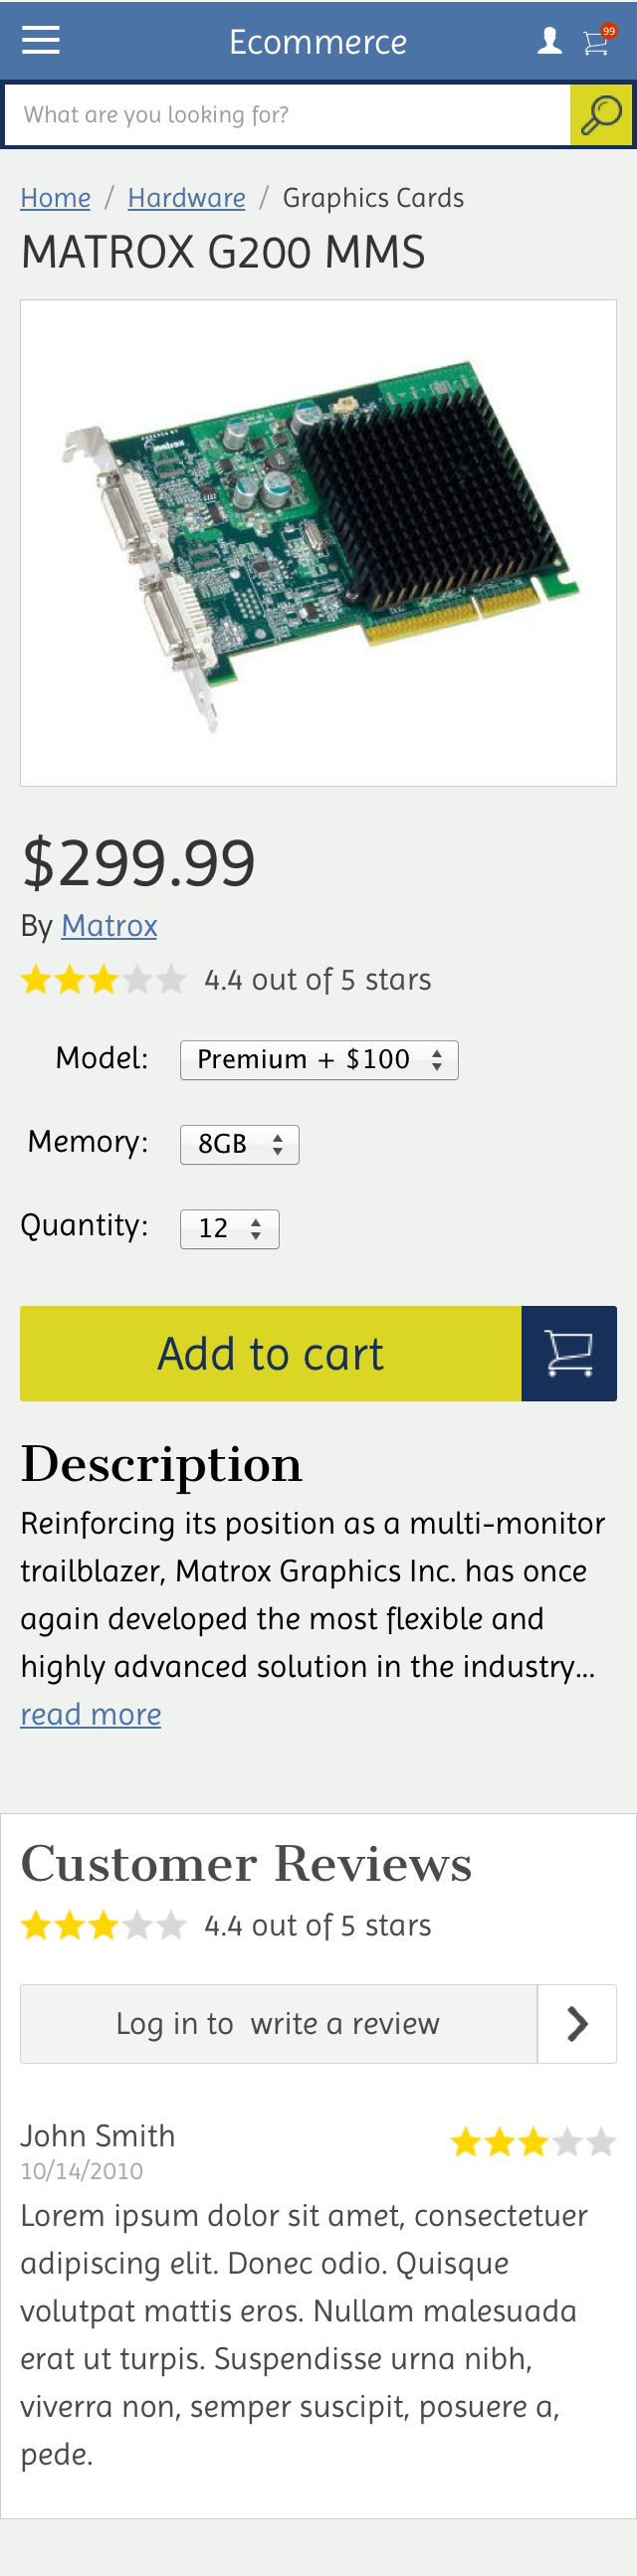 Ecommerce
99
What are you looking for?
Home / Hardware / Graphics Cards
MATROX G200 MMS
matrox
$299.99
By Matrox
4.4 out of 5 stars
Model: Premium + $100
Memory: 8GB
Quantity: 12
Add to cart
Description
Reinforcing its position as a multi-monitor
trailblazer, Matrox Graphics Inc. has once
again developed the most flexible and
highly advanced solution in the industry...
read more
Customer Reviews
4.4 out of 5 stars
Log in to write a review
John Smith
10/14/2010
Lorem ipsum dolor sit amet, consectetuer
adipiscing elit. Donec odio. Quisque
volutpat mattis eros. Nullam malesuada
erat ut turpis. Suspendisse urna nibh,
viverra non, semper suscipit, posuere a,
pede.